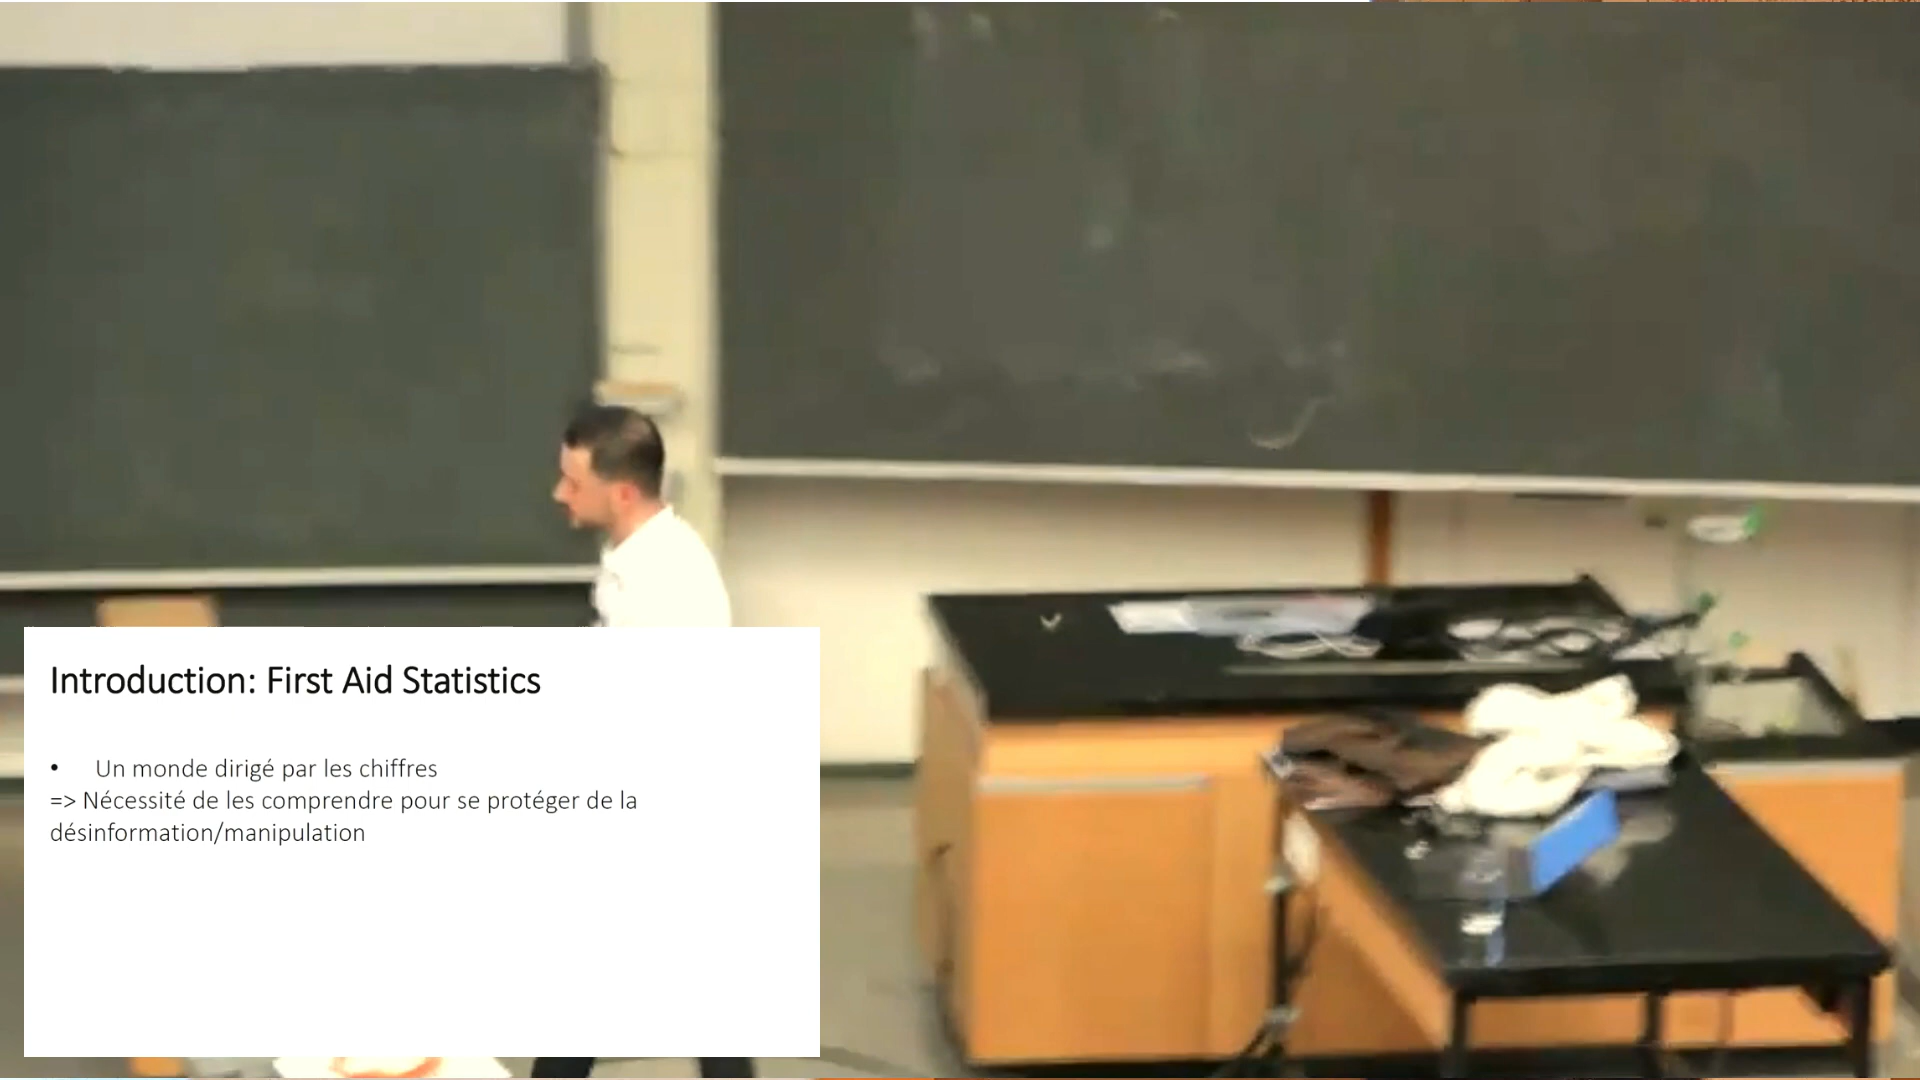 Introduction: First Aid Statistics
• Un monde dirigé par les chiffres
=> Nécessité de les comprendre pour se protéger de la
désinformation/manipulation